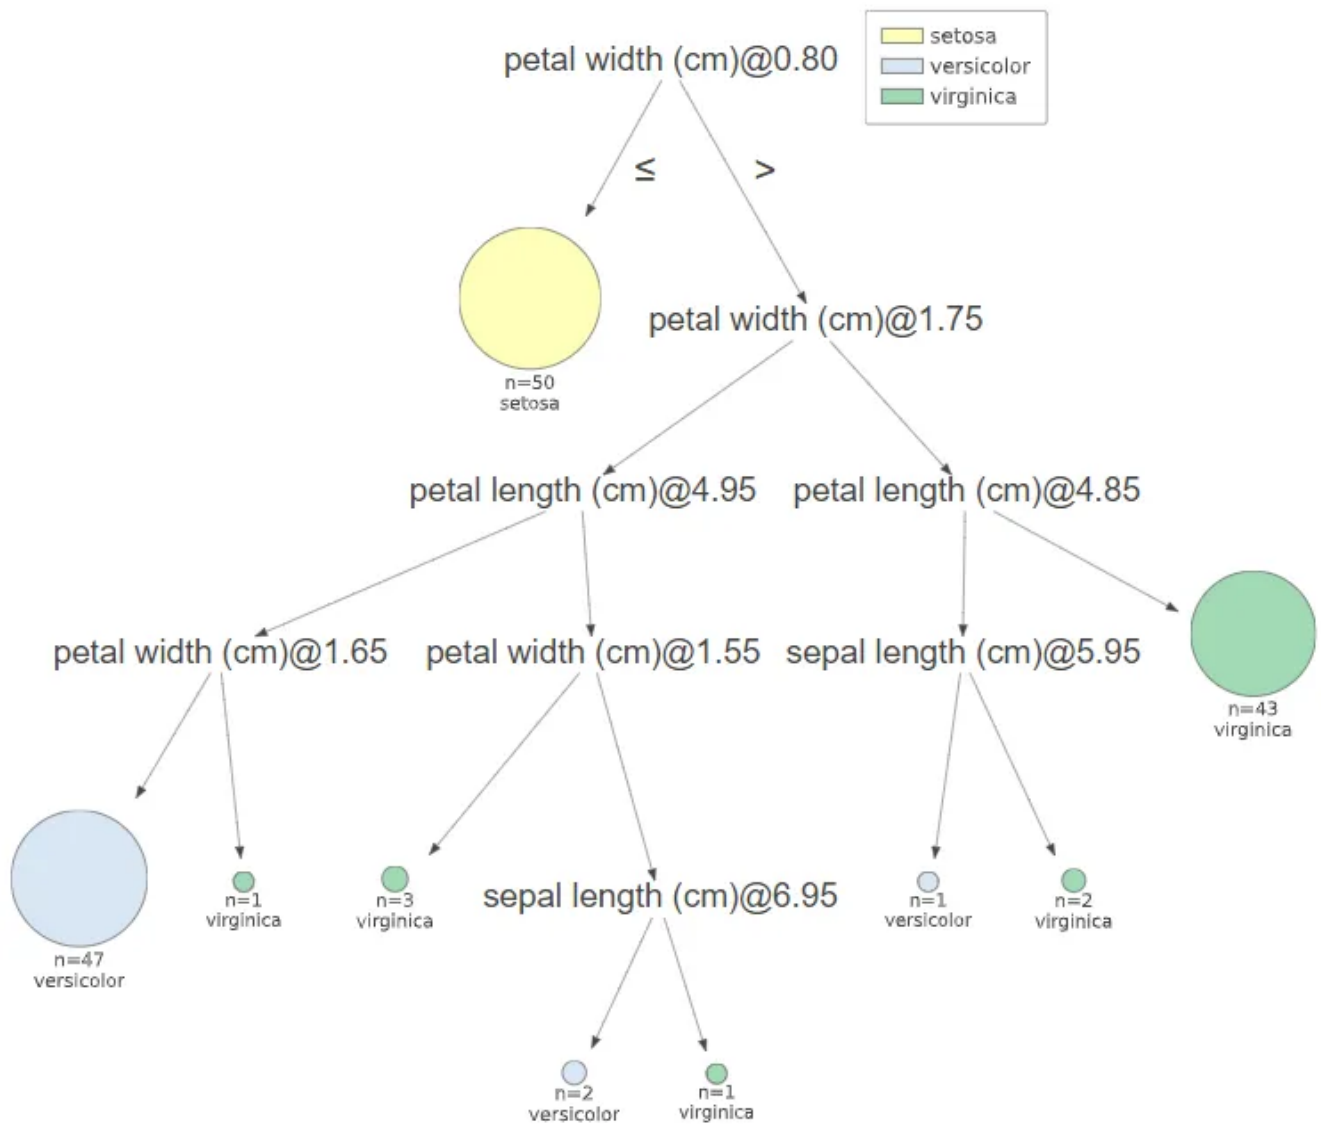 petal width (cm)@0.80
setosa
versicolor
virginica
≤
>
petal width (cm)@1.75
n=50
setosa
petal length (cm)@4.95
petal length (cm)@4.85
petal width (cm)@1.65
petal width (cm)@1.55
sepal length (cm)@5.95
n=43
virginica
n=47
versicolor
n=1
virginica
n=3
virginica
sepal length (cm)@6.95
n=1
versicolor
n=2
virginica
n=2
versicolor
n=1
virginica